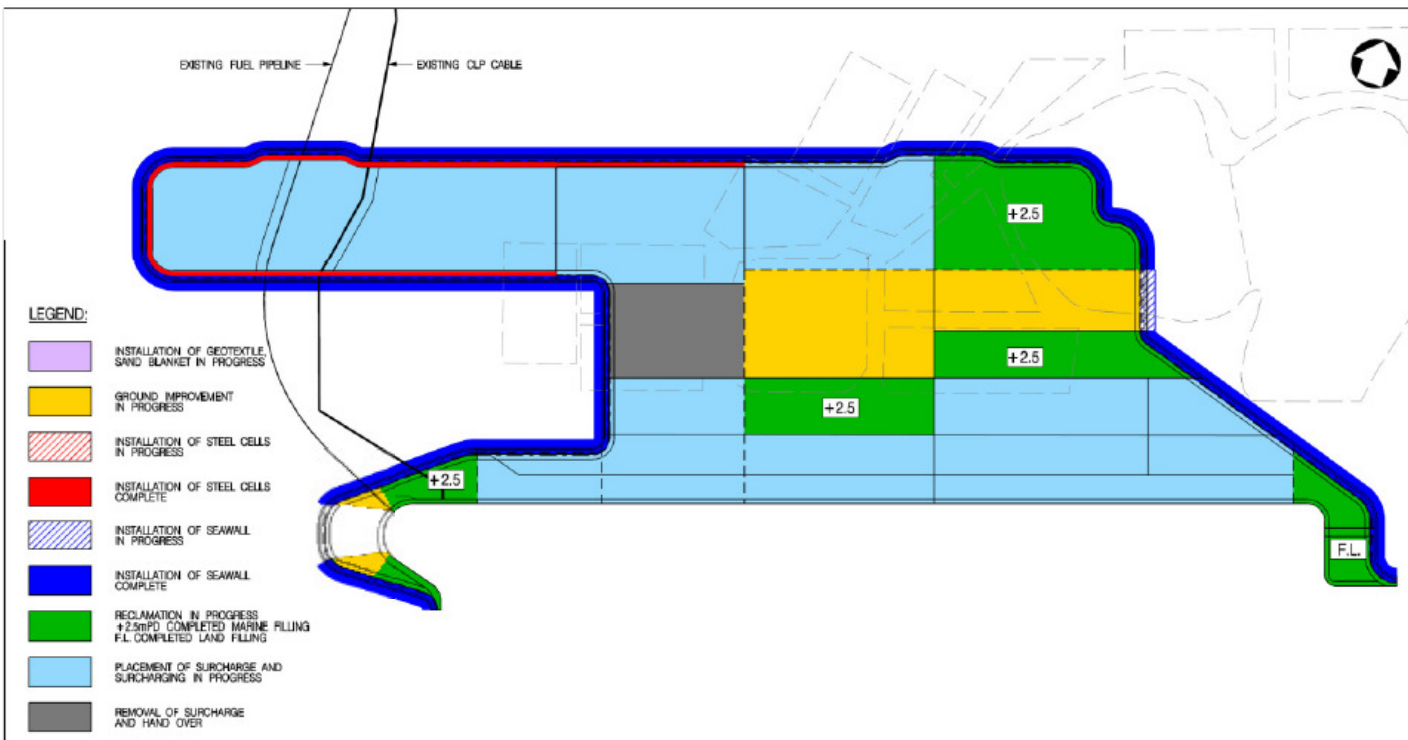 EXISTING FUEL PIPELINE
EXISTING CLP CABLE
+2.5
+2.5
+2.5
+2.5
F.L.
LEGEND:
INSTALLATION OF GEOTEXTILE,
SAND BLANKET IN PROGRESS
GROUND IMPROVEMENT
IN PROGRESS
INSTALLATION OF STEEL CELLS
IN PROGRESS
INSTALLATION OF STEEL CELLS
COMPLETE
INSTALLATION OF SEAWALL
IN PROGRESS
INSTALLATION OF SEAWALL
COMPLETE
RECLAMATION IN PROGRESS
+2.5mPD COMPLETED MARINE FILLING
F.L. COMPLETED LAND FILLING
PLACEMENT OF SURCHARGE AND
SURCHARGING IN PROGRESS
REMOVAL OF SURCHARGE
AND HAND OVER